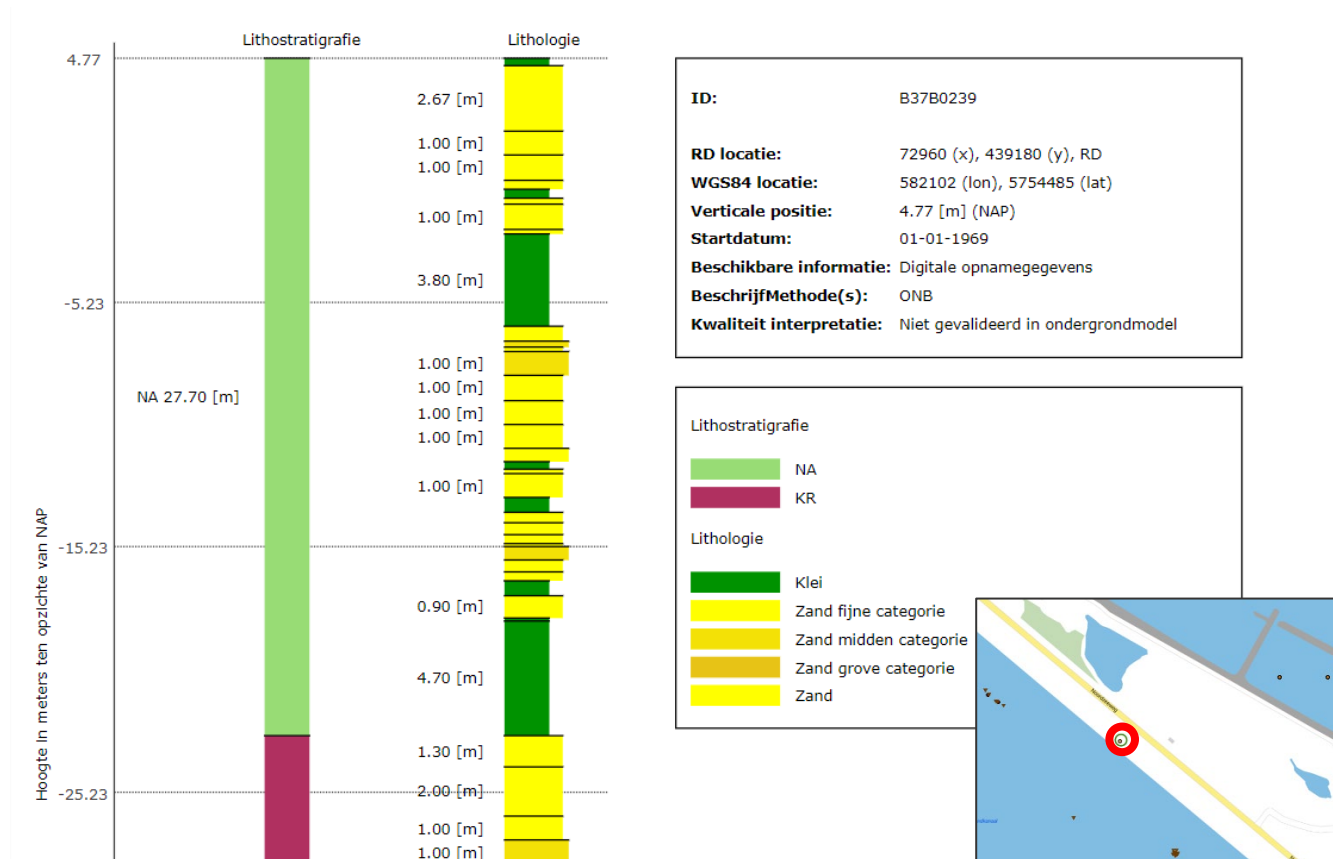 Lithostratigrafie
Lithologie
4.77
2.67 [m]
1.00 [m]
1.00 [m]
1.00 [m]
3.80 [m]
-5.23
1.00 [m]
1.00 [m]
1.00 [m]
1.00 [m]
NA 27.70 [m]
1.00 [m]
Hoogte in meters ten opzichte van NAP
-15.23
0.90 [m]
4.70 [m]
1.30 [m]
-25.23
2.00 [m]
1.00 [m]
1.00 [m]
ID: B37B0239
RD locatie: 72960 (x), 439180 (y), RD
WGS84 locatie: 582102 (lon), 5754485 (lat)
Verticale positie: 4.77 [m] (NAP)
Startdatum: 01-01-1969
Beschikbare informatie: Digitale opnamegegevens
BeschrijfMethode(s): ONB
Kwaliteit interpretatie: Niet gevalideerd in ondergrondmodel
Lithostratigrafie
NA
KR
Lithologie
Klei
Zand fijne categorie
Zand midden categorie
Zand grove categorie
Zand